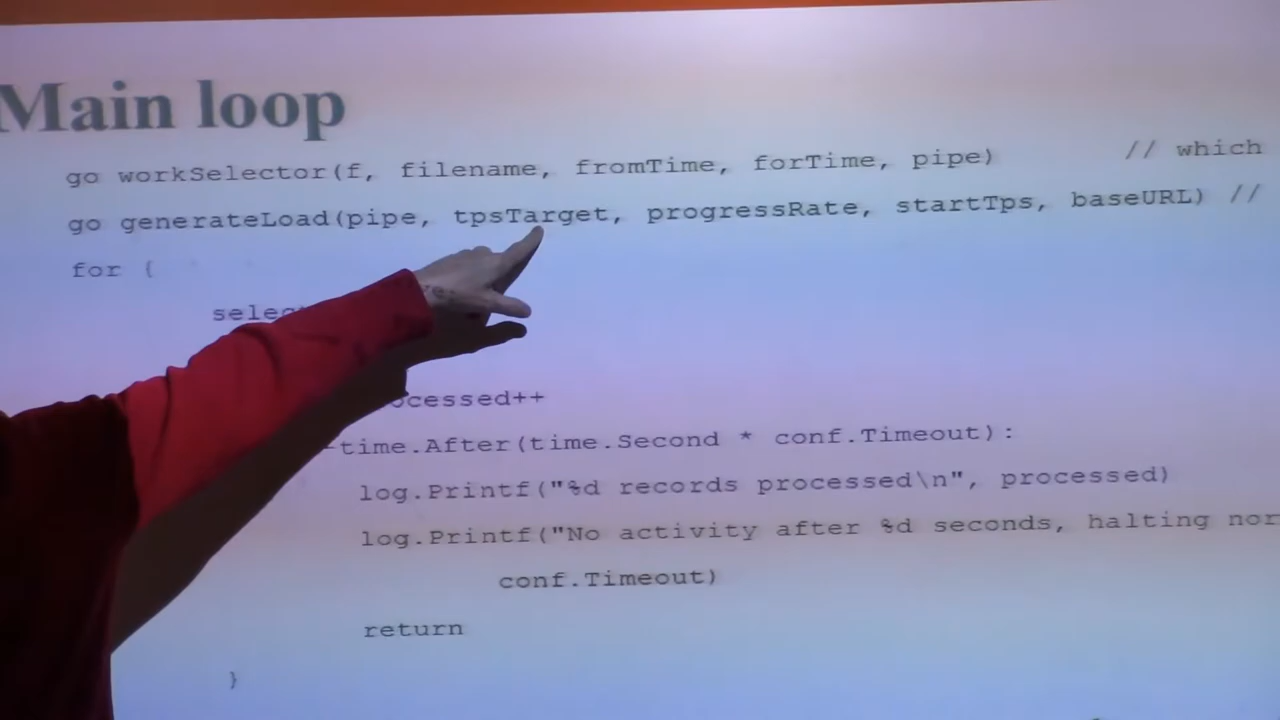 Main loop
go workSelector(f, filename, fromTime, forTime, pipe) // which
go generateLoad(pipe, tpsTarget, progressRate, startTps, baseURL) //
for {
processed++
time.After(time.Second * conf.Timeout):
log.Printf("%d records processed\n", processed)
log.Printf("No activity after %d seconds, halting
conf.Timeout)
return
}